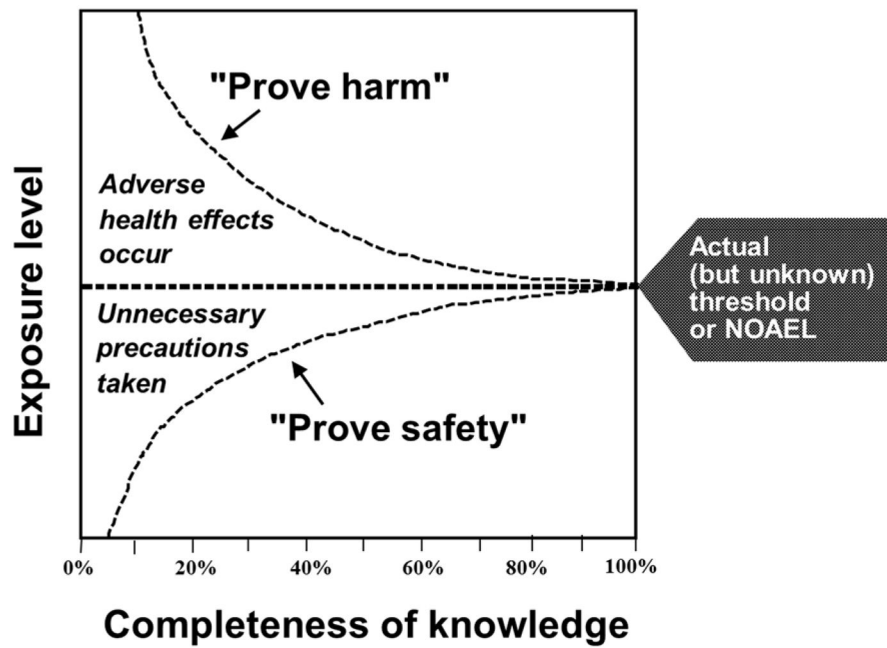 "Prove harm"
Adverse
health effects
occur
Exposure level
Unnecessary
precautions
taken
"Prove safety"
Actual
(but unknown)
threshold
or NOAEL
0% 20% 40% 60% 80% 100%
Completeness of knowledge